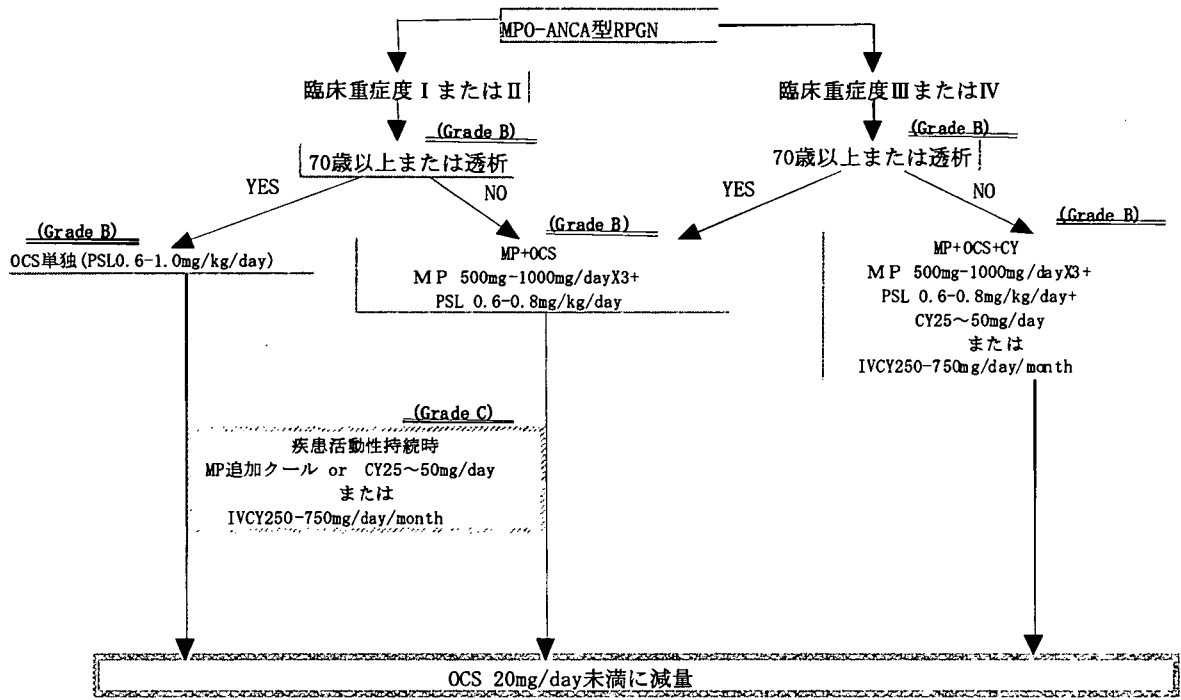 MPO-ANCA型RPGN
臨床重症度ⅠまたはⅡ
臨床重症度ⅢまたはⅣ
(Grade B)
70歳以上または透析
(Grade B)
70歳以上または透析
YES
NO
YES
NO
(Grade B)
OCS単独(PSL0.6-1.0mg/kg/day)
(Grade B)
MP+OCS
MP 500mg-1000mg/dayX3+
PSL 0.6-0.8mg/kg/day
(Grade B)
MP+OCS+CY
MP 500mg-1000mg/dayX3+
PSL 0.6-0.8mg/kg/day+
CY25～50mg/day
または
IVCY250-750mg/day/month
(Grade C)
疾患活動性持続時
MP追加クール or CY25～50mg/day
または
IVCY250-750mg/day/month
OCS 20mg/day未満に減量